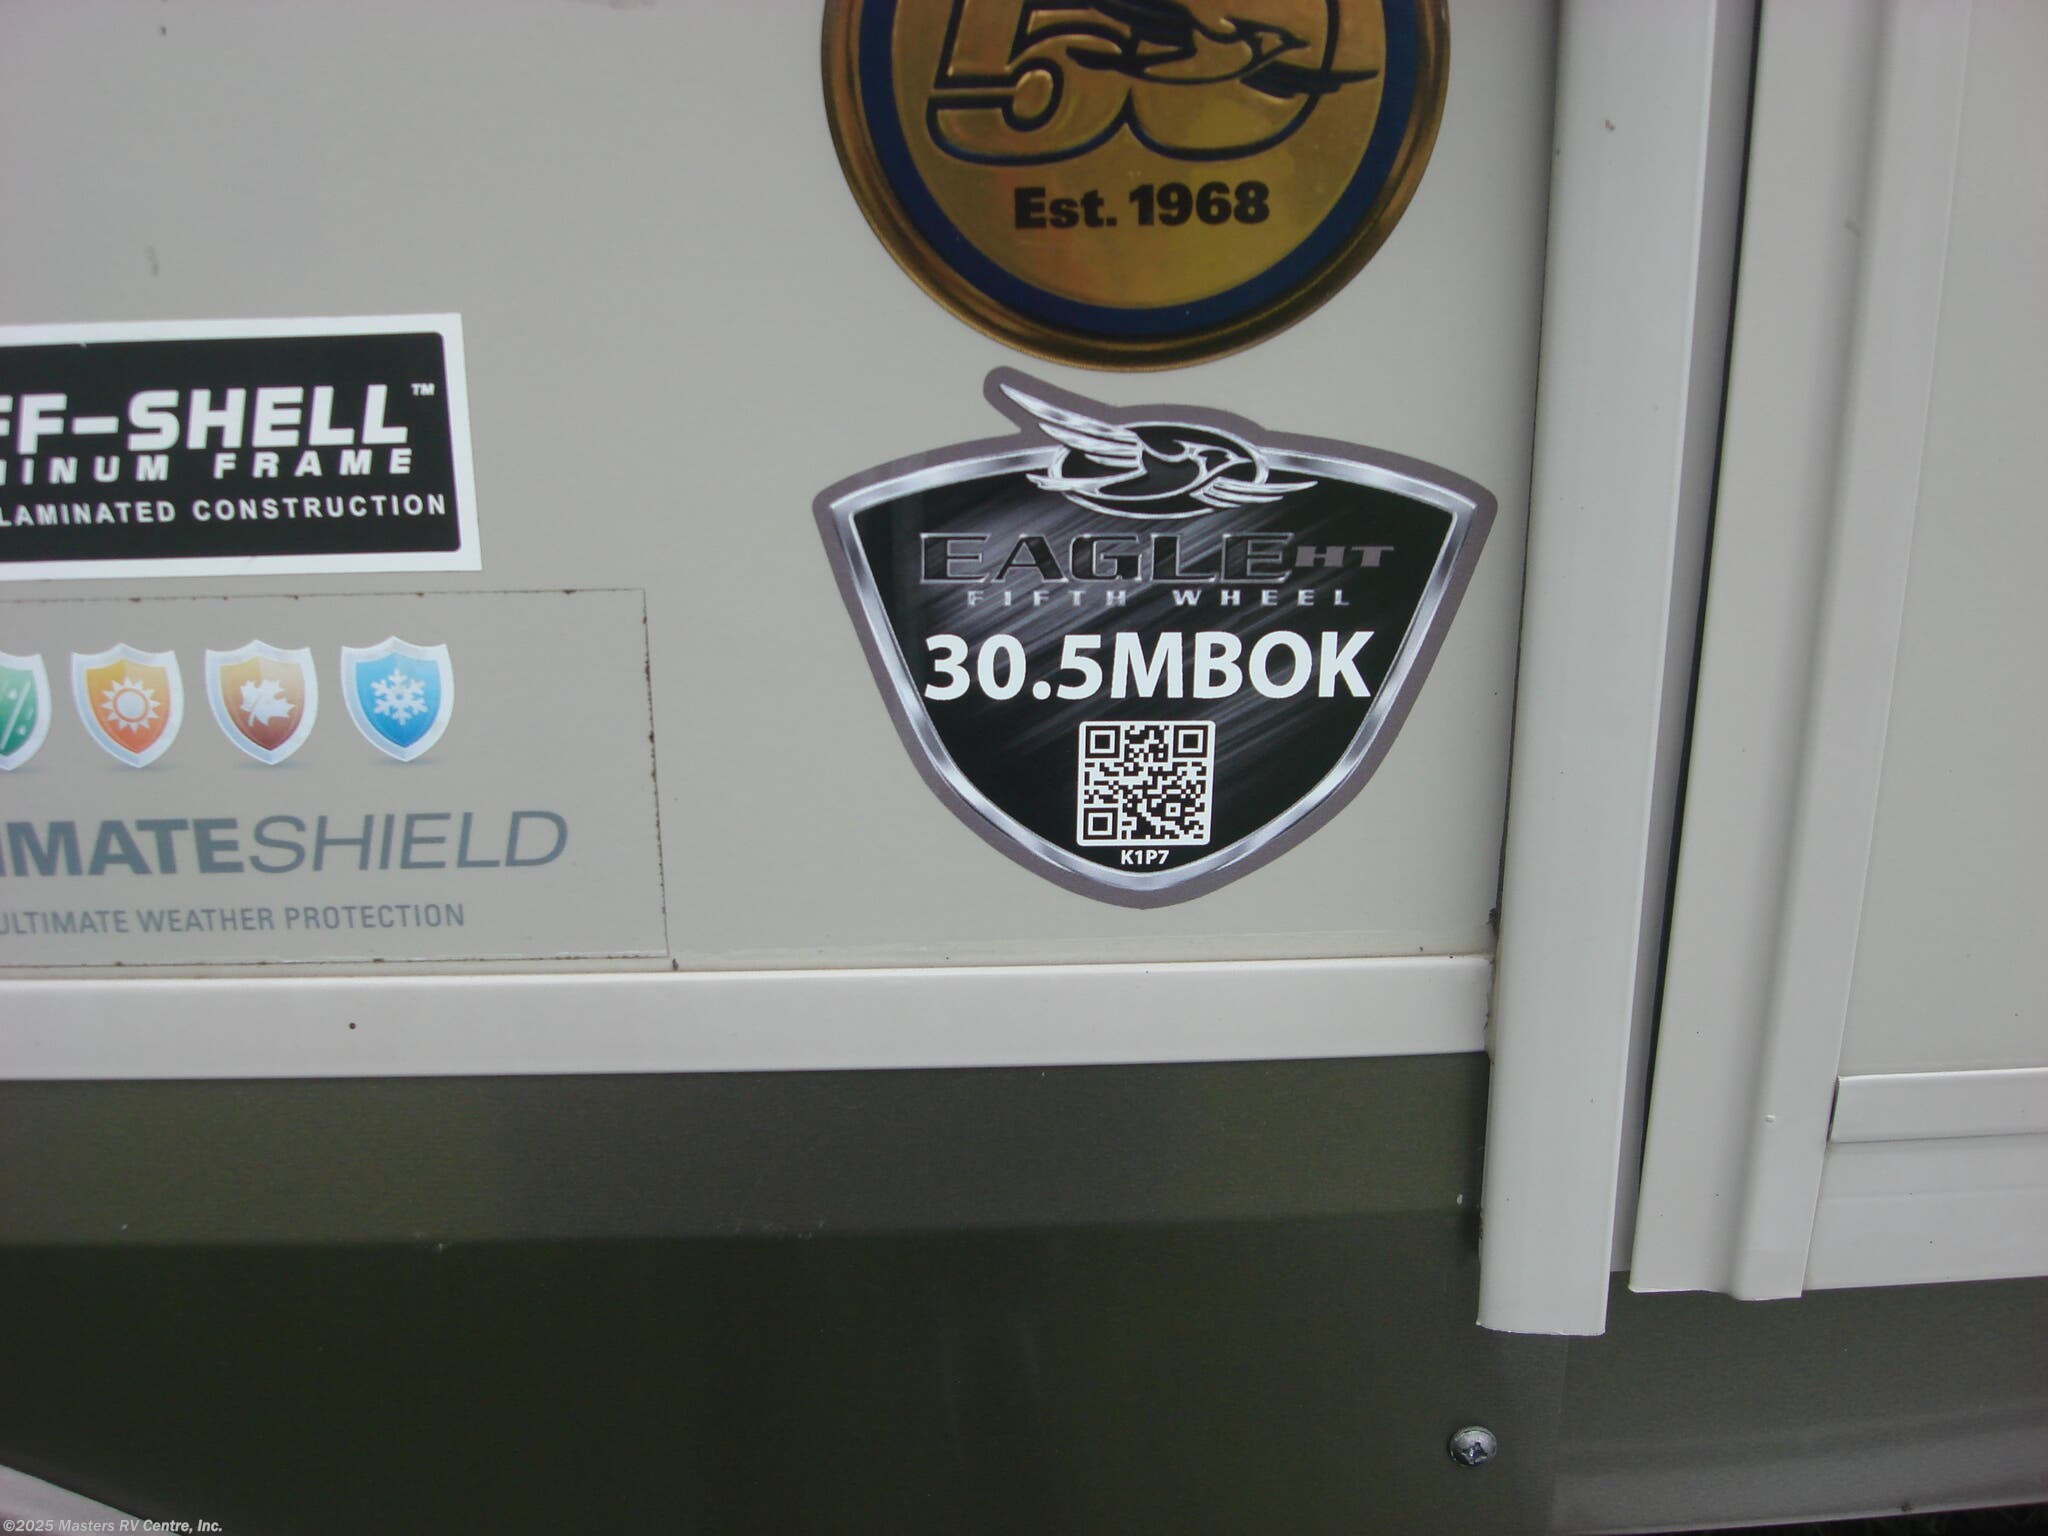 50
Est. 1968
FF-SHELL™
INUM FRAME
LAMINATED CONSTRUCTION
EAGLE HT
FIFTH WHEEL
30.5MBOK
K1P7
MATESHIELD
ULTIMATE WEATHER PROTECTION
©2025 Masters RV Centre, Inc.